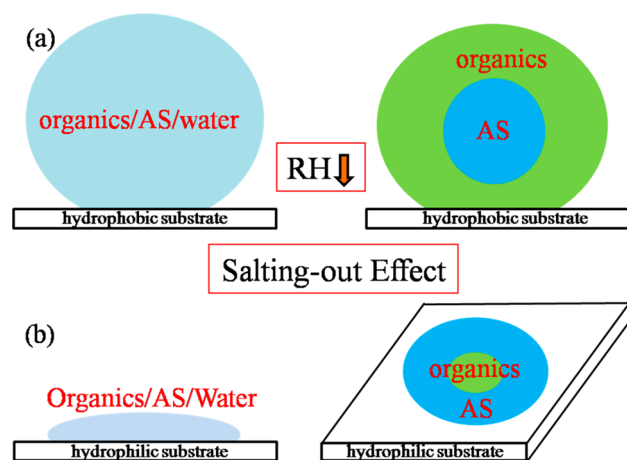 (a)
organics/AS/water
hydrophobic substrate
RH
organics
AS
hydrophobic substrate
Salting-out Effect
(b)
Organics/AS/Water
hydrophilic substrate
organics
AS
hydrophilic substrate